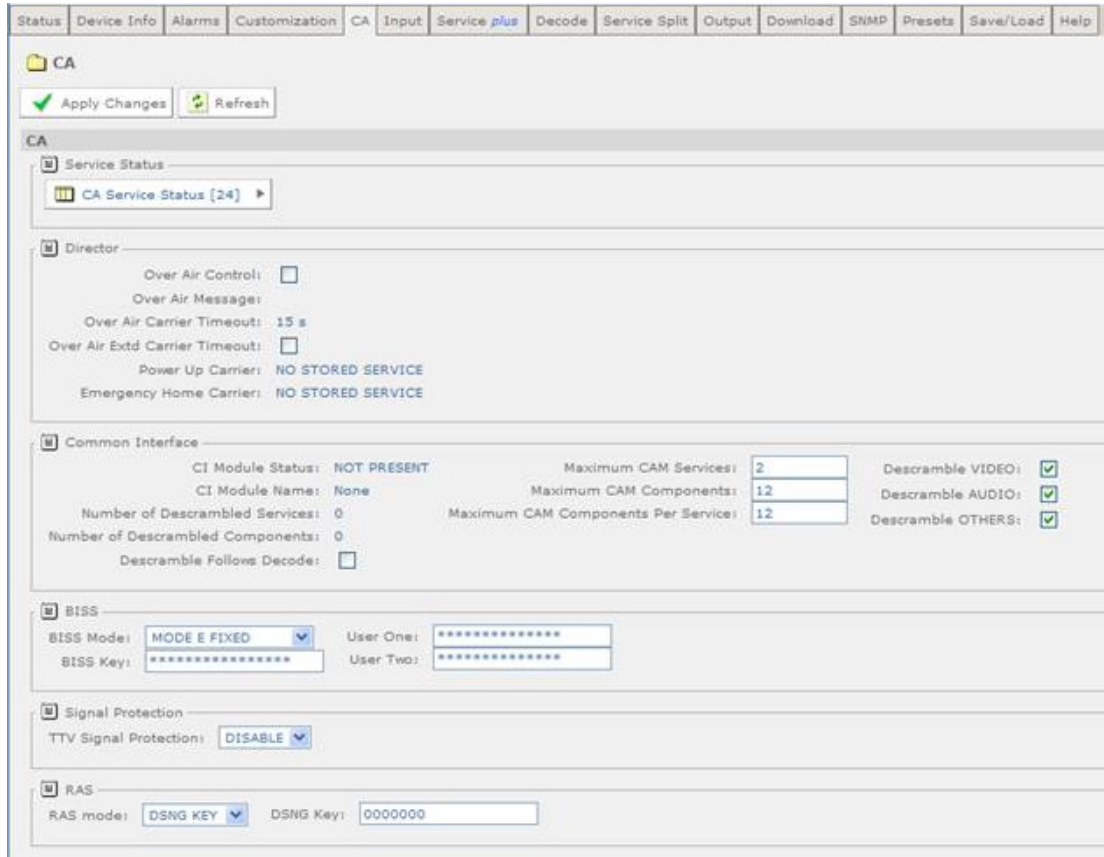 Status Device Info Alarms Customization CA Input Service plus Decode Service Split Output Download SNMP Presets Save/Load Help
CA
Apply Changes Refresh
CA
Service Status
CA Service Status [24]
Director
Over Air Control:
Over Air Message:
Over Air Carrier Timeout: 15 s
Over Air Extd Carrier Timeout:
Power Up Carrier: NO STORED SERVICE
Emergency Home Carrier: NO STORED SERVICE
Common Interface
CI Module Status: NOT PRESENT Maximum CAM Services: 2 Descramble VIDEO:
CI Module Name: None Maximum CAM Components: 12 Descramble AUDIO:
Number of Descrambled Services: 0 Maximum CAM Components Per Service: 12 Descramble OTHERS:
Number of Descrambled Components: 0
Descramble Follows Decode:
BISS
BISS Mode: MODE E FIXED User One: **************
BISS Key: **************** User Two: **************
Signal Protection
TTV Signal Protection: DISABLE
RAS
RAS mode: DSNG KEY DSNG Key: 0000000